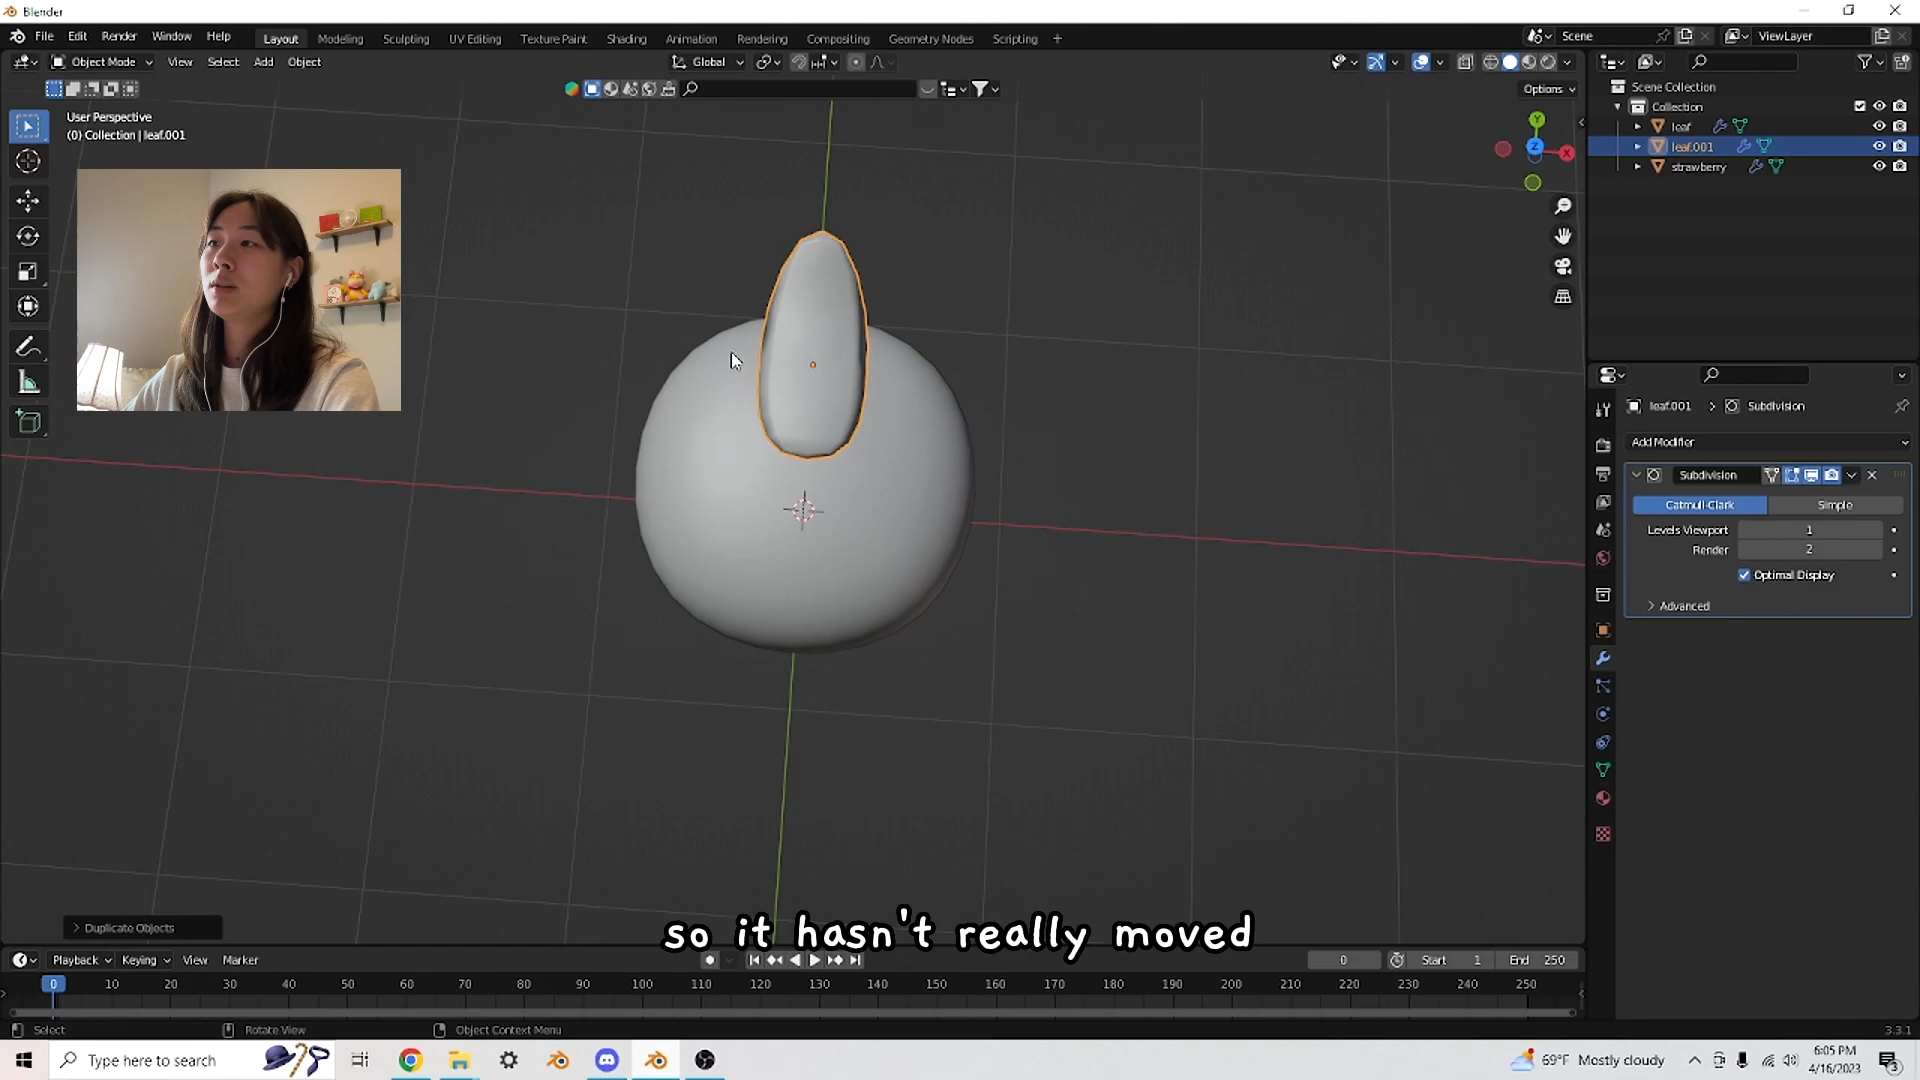 Blender
File Edit Render Window Help
Layout Modeling Sculpting UV Editing Texture Paint Shading Animation Rendering Compositing Geometry Nodes Scripting +
Scene
ViewLayer
Object Mode View Select Add Object
Global
Options
User Perspective
(0) Collection | leaf.001
Y
Z
X
Scene Collection
Collection
leaf
leaf.001
strawberry
leaf.001 > Subdivision
Add Modifier
Subdivision
Catmull-Clark Simple
Levels Viewport 1
Render 2
Optimal Display
Advanced
Duplicate Objects
so it hasn't really moved
Playback Keying View Marker
0 Start 1 End 250
0 10 20 30 40 50 60 70 80 90 100 110 120 130 140 150 160 170 180 190 200 210 220 230 240 250
Select Rotate View Object Context Menu
3.3.1
Type here to search
69°F Mostly cloudy
6:05 PM
4/16/2023
3